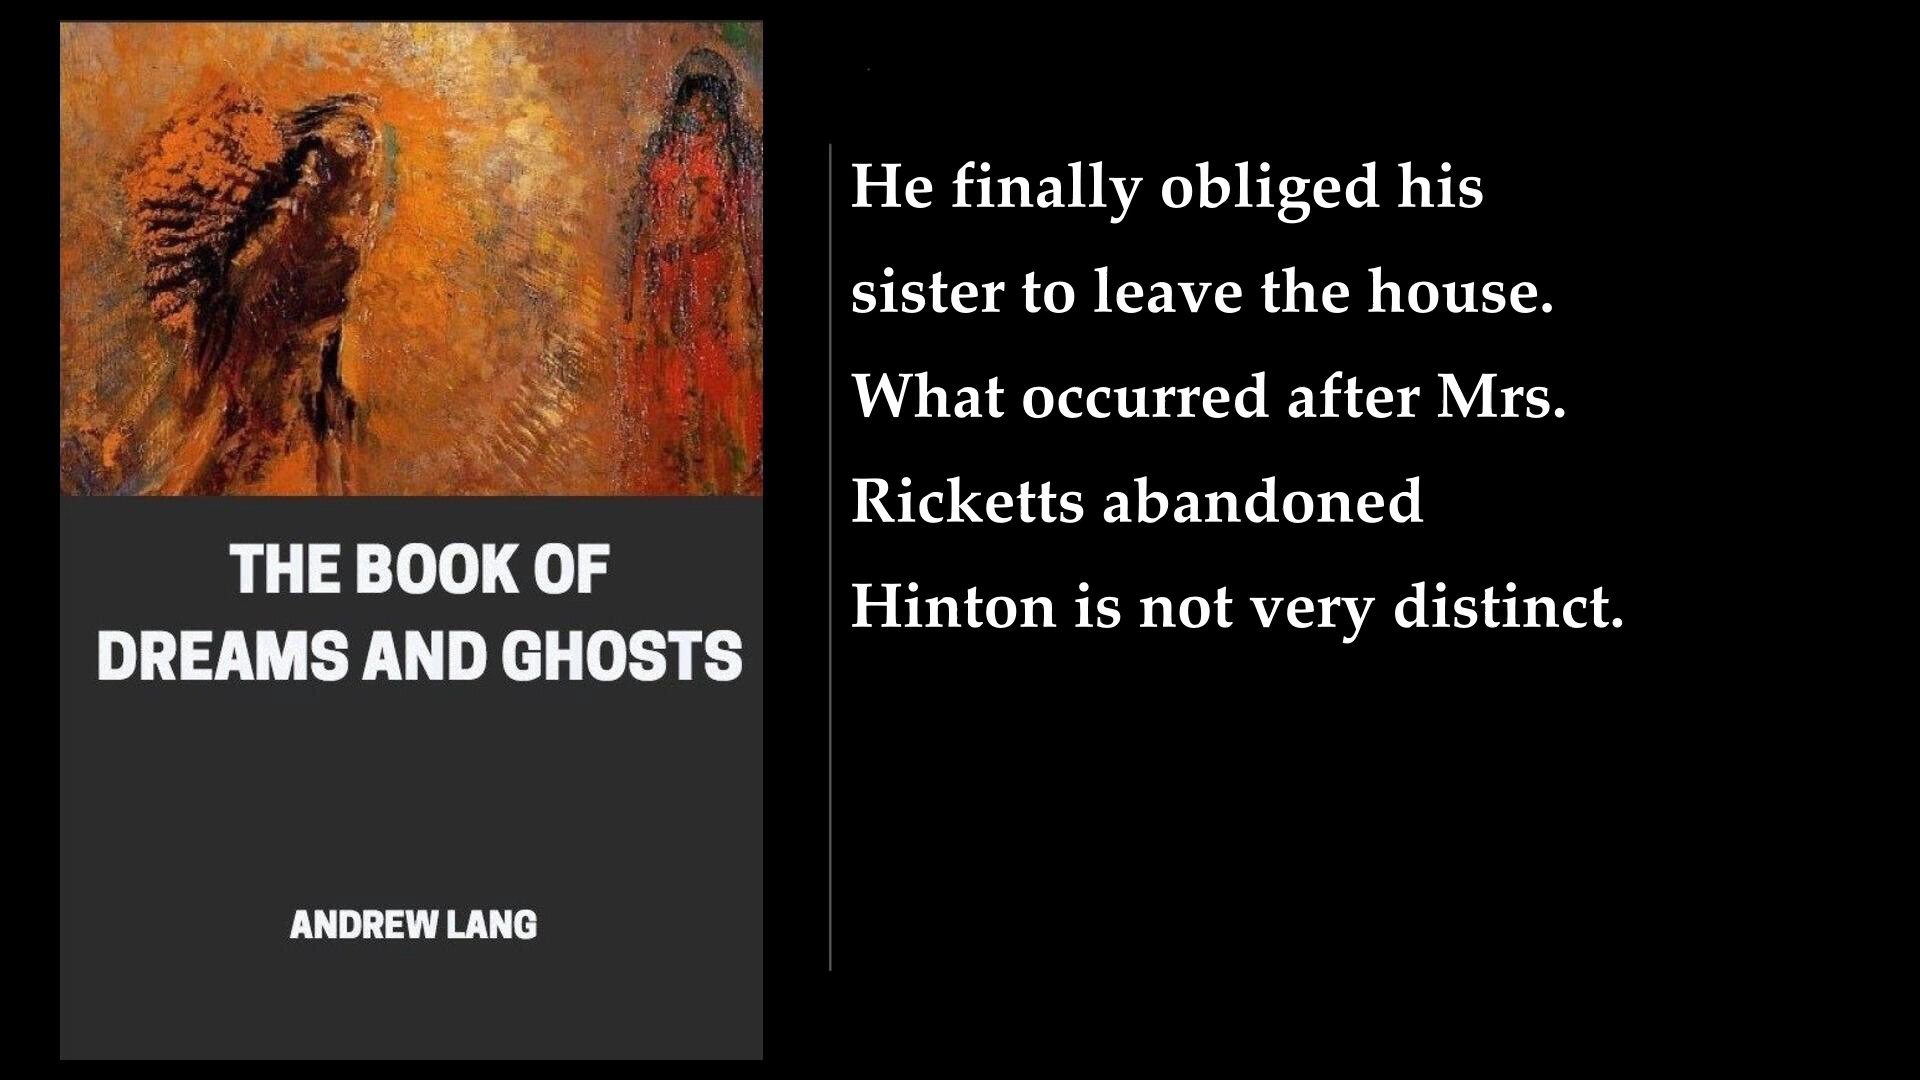 THE BOOK OF
DREAMS AND GHOSTS
ANDREW LANG
He finally obliged his
sister to leave the house.
What occurred after Mrs.
Ricketts abandoned
Hinton is not very distinct.